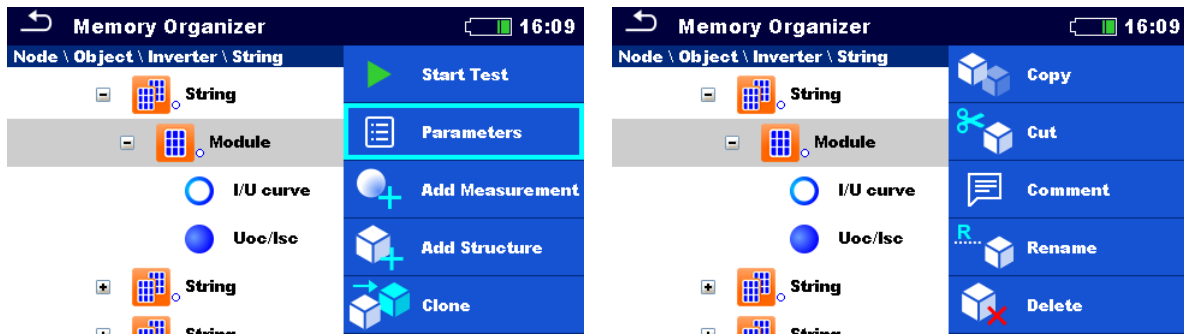 Memory Organizer
16:09
Node \ Object \ Inverter \ String
String
Module
I/U curve
Uoc/Isc
String
String
Start Test
Parameters
Add Measurement
Add Structure
Clone
Memory Organizer
16:09
Node \ Object \ Inverter \ String
String
Module
I/U curve
Uoc/Isc
String
String
Copy
Cut
Comment
R
Rename
Delete